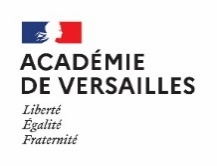 ACADÉMIE
DE VERSAILLES
Liberté
Égalité
Fraternité